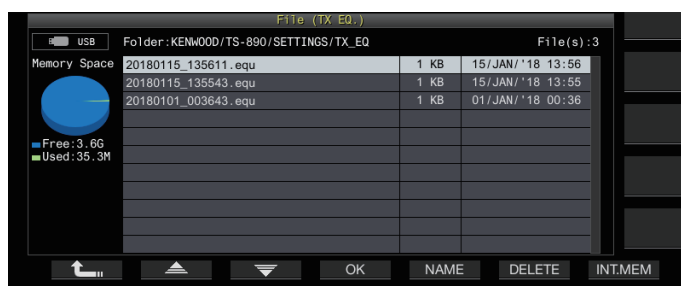 File (TX EQ.)
USB Folder:KENWOOD/TS-890/SETTINGS/TX_EQ File(s):3
Memory Space
20180115_135611.equ 1 KB 15/JAN/'18 13:56
20180115_135543.equ 1 KB 15/JAN/'18 13:55
20180101_003643.equ 1 KB 01/JAN/'18 00:36
Free:3.6G
Used:35.3M
OK NAME DELETE INT.MEM